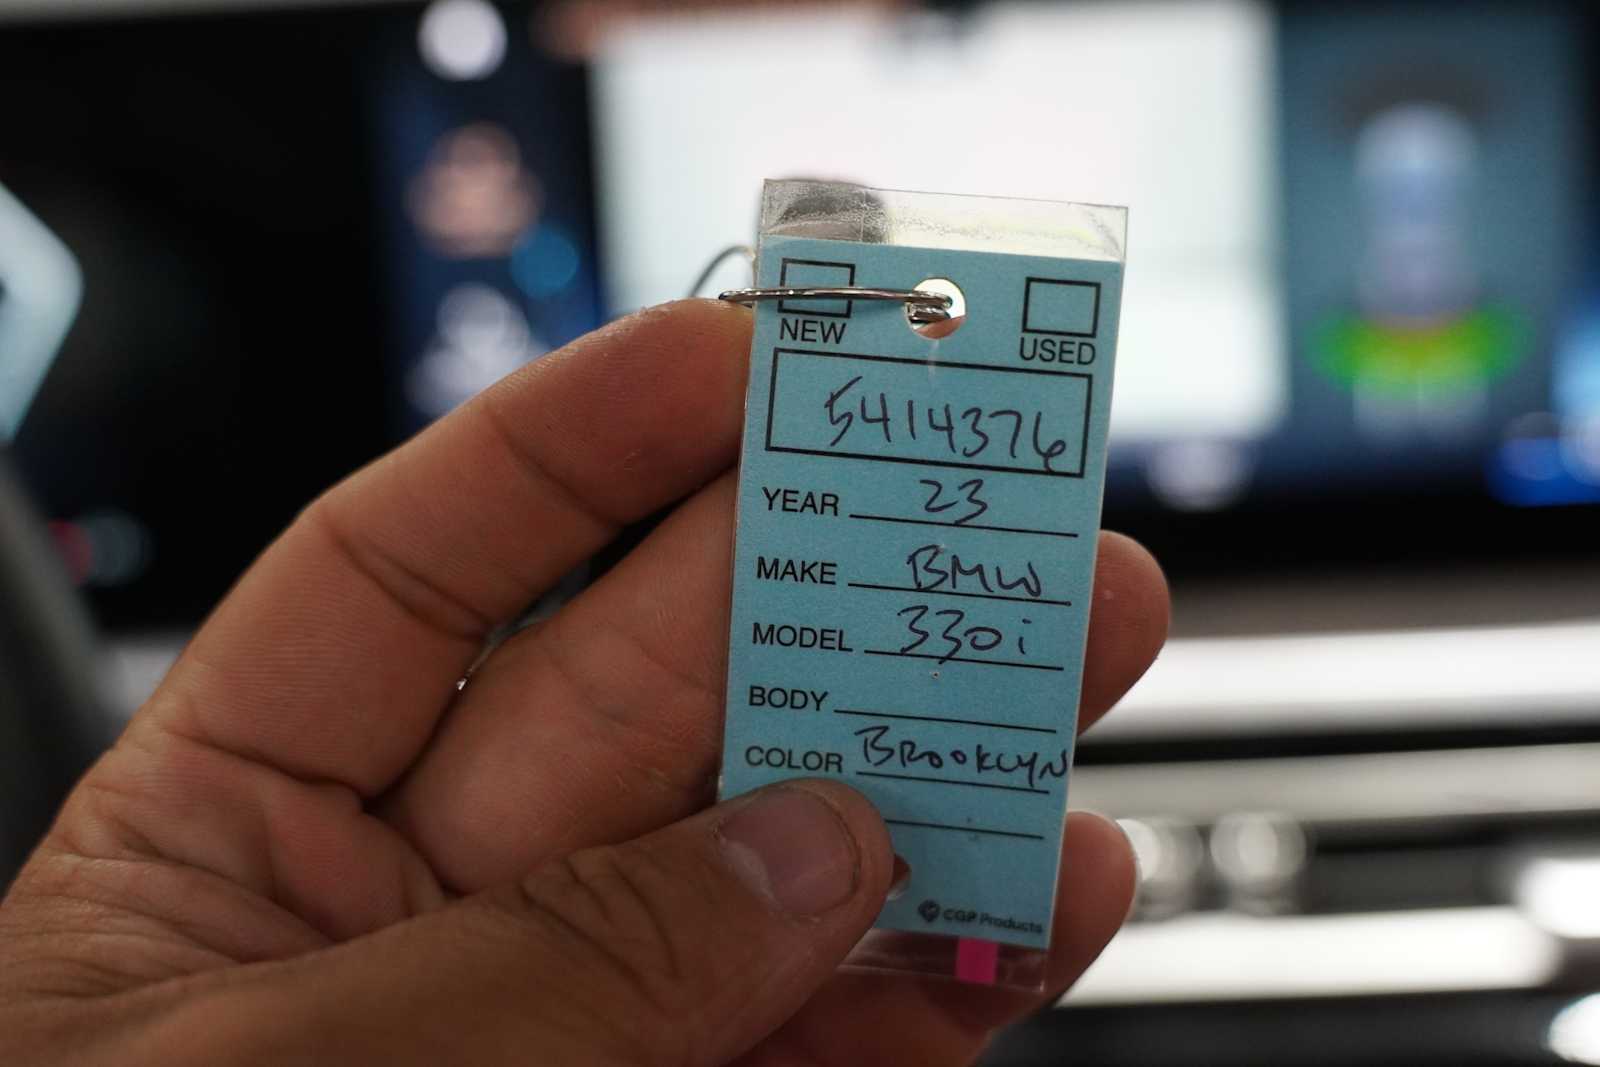 NEW USED
5414376
YEAR 23
MAKE BMW
MODEL 330i
BODY
COLOR BROOKLYN
CGP Products